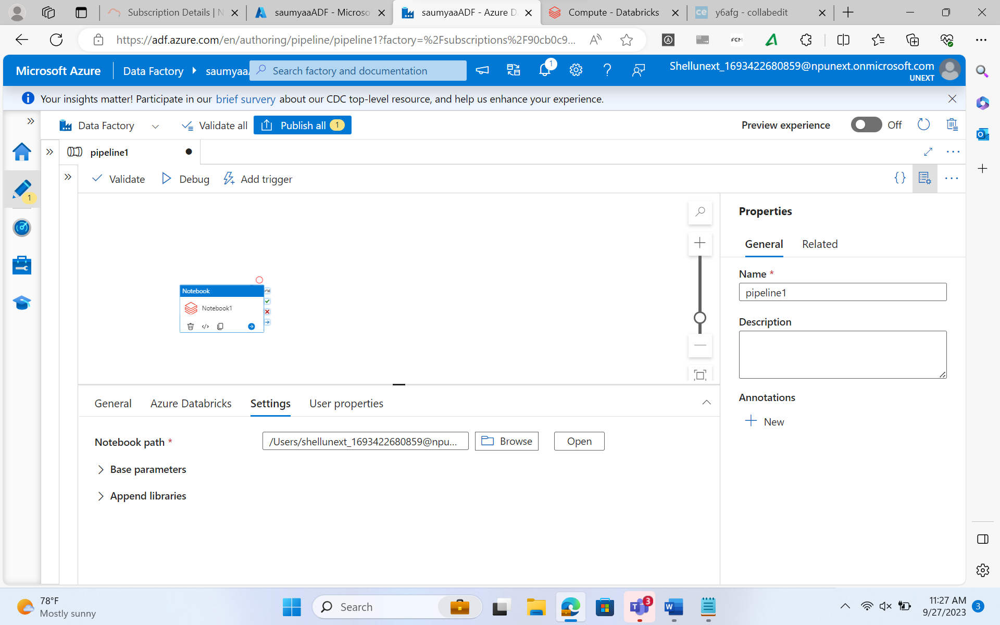 Subscription Details | N
saumyaaADF - Microso
saumyaaADF - Azure D
Compute - Databricks
ce
y6afg - collabedit
https://adf.azure.com/en/authoring/pipeline/pipeline1?factory=%2Fsubscriptions%2F90cb0c9...
A
FCM
Microsoft Azure
Data Factory
saumyaa
Search factory and documentation
1
Shellunext_1693422680859@npunext.onmicrosoft.com
UNEXT
Your insights matter! Participate in our brief survery about our CDC top-level resource, and help us enhance your experience.
Data Factory
Validate all
Publish all 1
Preview experience
Off
pipeline1
Validate
Debug
Add trigger
{}
1
Notebook
Notebook1
Properties
General
Related
Name *
pipeline1
Description
Annotations
New
General
Azure Databricks
Settings
User properties
Notebook path *
/Users/shellunext_1693422680859@npu...
Browse
Open
Base parameters
Append libraries
78°F
Mostly sunny
Search
3
11:27 AM
9/27/2023
3